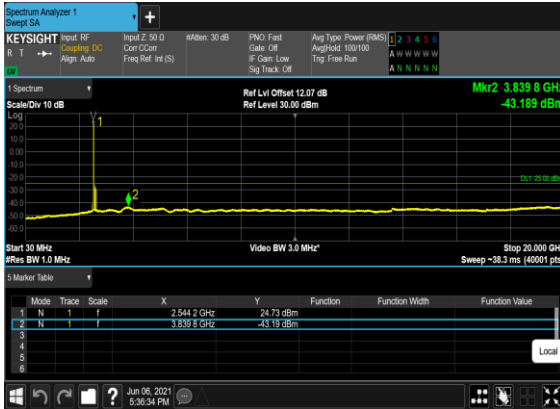 Spectrum Analyzer 1
Swept SA
+
KEYSIGHT Input: RF Input Z: 50 Ω #Atten: 30 dB PNO: Fast Avg Type: Power (RMS) 1 2 3 4 5 6
R T Coupling: DC Corr CCorr Gate: Off Avg|Hold: 100/100 A W W W W W
Align: Auto Freq Ref: Int (S) IF Gain: Low Trig: Free Run
Sig Track: Off A N N N N N
1 Spectrum Ref Lvl Offset 12.07 dB Mkr2 3.839 8 GHz
Scale/Div 10 dB Ref Level 30.00 dBm -43.189 dBm
Log
20.0
10.0
0.00
-10.0
-20.0
-30.0
-40.0
-50.0
-60.0
1
2
Start 30 MHz Video BW 3.0 MHz* Stop 20.000 GH
#Res BW 1.0 MHz Sweep ~38.3 ms (40001 pts
5 Marker Table
Mode Trace Scale X Y Function Function Width Function Value
1 N 1 f 2.544 2 GHz 24.73 dBm
2 N 1 f 3.839 8 GHz -43.19 dBm
3
4
5
6
Local
? Jun 06, 2021
5:36:34 PM